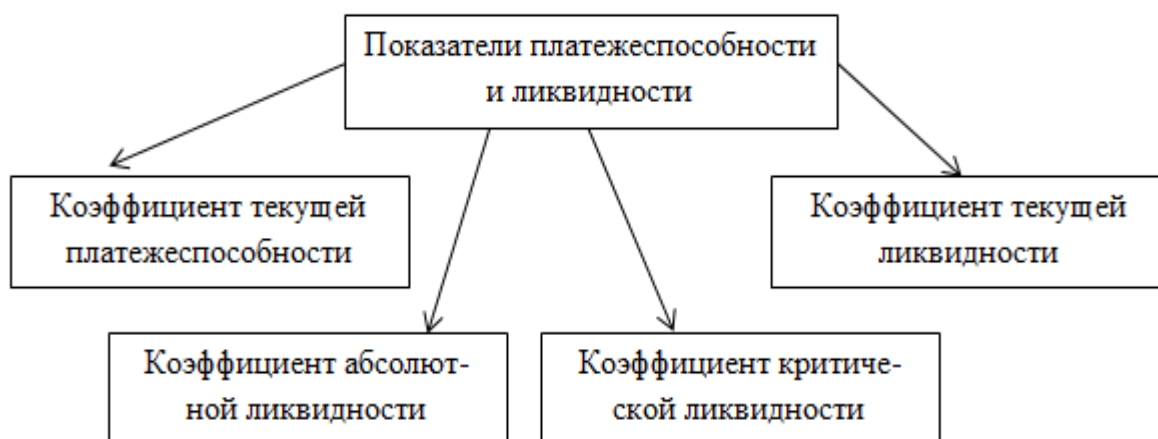 Показатели платежеспособности
и ликвидности
Коэффициент текущей
платежеспособности
Коэффициент текущей
ликвидности
Коэффициент абсолют-
ной ликвидности
Коэффициент критиче-
ской ликвидности